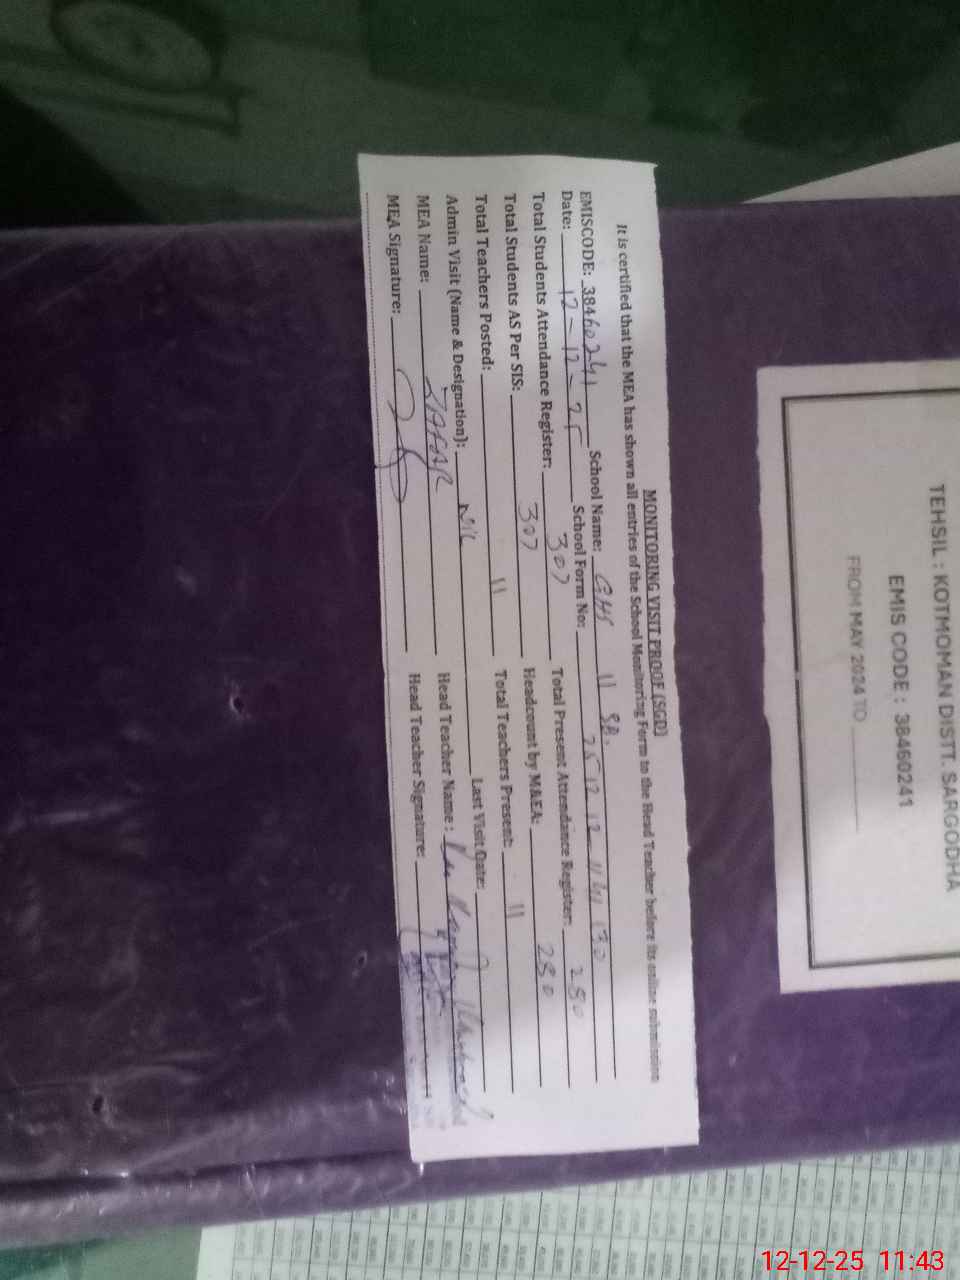 MONITORING VISIT PROOF (SGD)
It is certified that the MEA has shown all entries of the School Monitoring Form to the Head Teacher before its online submission
EMISCODE: 38460241 School Name: GHS 11 SB.
Date: 12-12-25 School Form No: 25 12 12 11 41 30
Total Students Attendance Register: 307 Total Present Attendance Register: 280
Total Students AS Per SIS: 307 Headcount by MAEA: 280
Total Teachers Posted: 11 Total Teachers Present: 11
Admin Visit (Name & Designation): Nil Last Visit Date:
MEA Name: ZAFAR Head Teacher Name:
MEA Signature: Head Teacher Signature:
TEHSIL : KOTMOMAN DISTT. SARGODHA
EMIS CODE : 38460241
FROM MAY 2024 TO
12-12-25 11:43